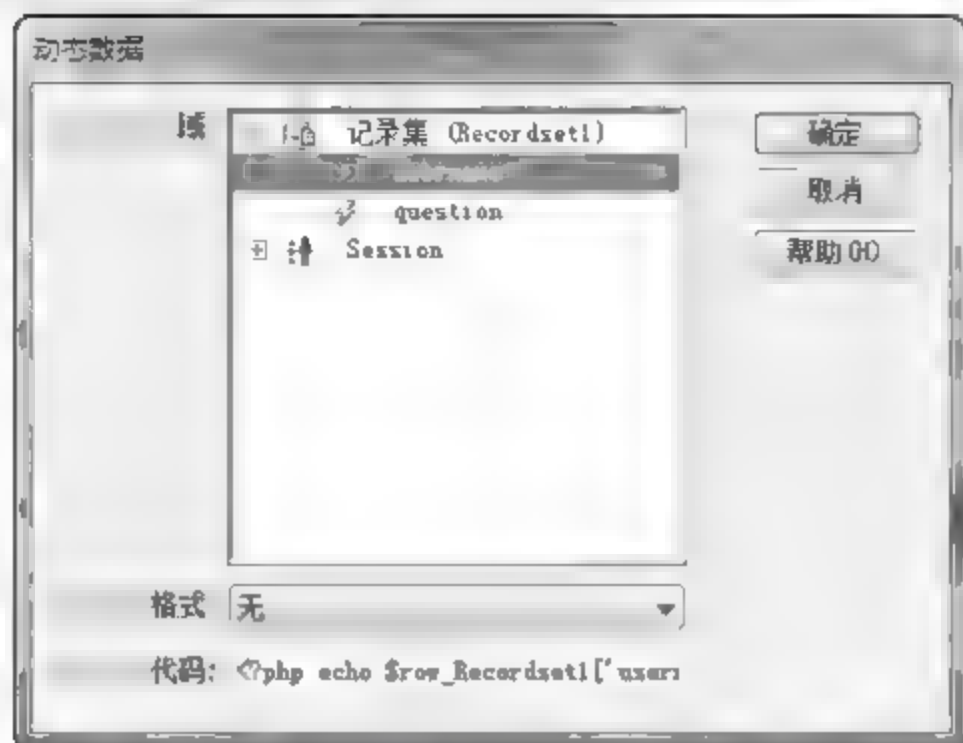 动态数据
域
记录集 (Recordset1)
question
Session
确定
取消
帮助(H)
格式 无
代码: <?php echo $row_Recordset1['user